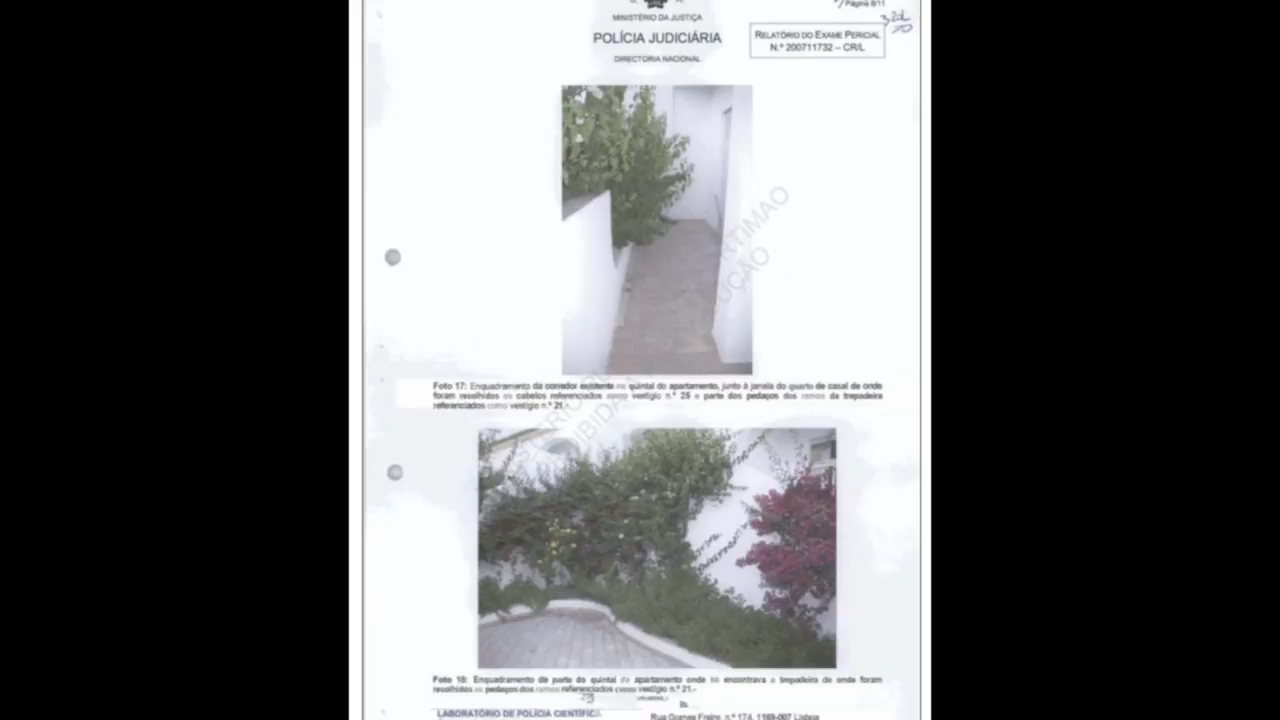 Página 8/11
MINISTÉRIO DA JUSTIÇA
POLÍCIA JUDICIÁRIA
DIRECTORIA NACIONAL
RELATÓRIO DO EXAME PERICIAL
N.º 200711732 – CR/L
Foto 17: Enquadramento da corredor existente no quintal do apartamento, junto à janela do quarto de casal de onde
foram recolhidos os cabelos referenciados como vestígio n.º 25 e parte dos pedaços dos ramos da trepadeira
referenciados como vestígio n.º 21.-
Foto 18: Enquadramento de parte do quintal do apartamento onde se encontrava a trepadeira de onde foram
recolhidos os pedaços dos ramos referenciados como vestígio n.º 21.-
LABORATÓRIO DE POLÍCIA CIENTÍFICA
Rua Gomes Freire, n.º 174, 1169-007 Lisboa